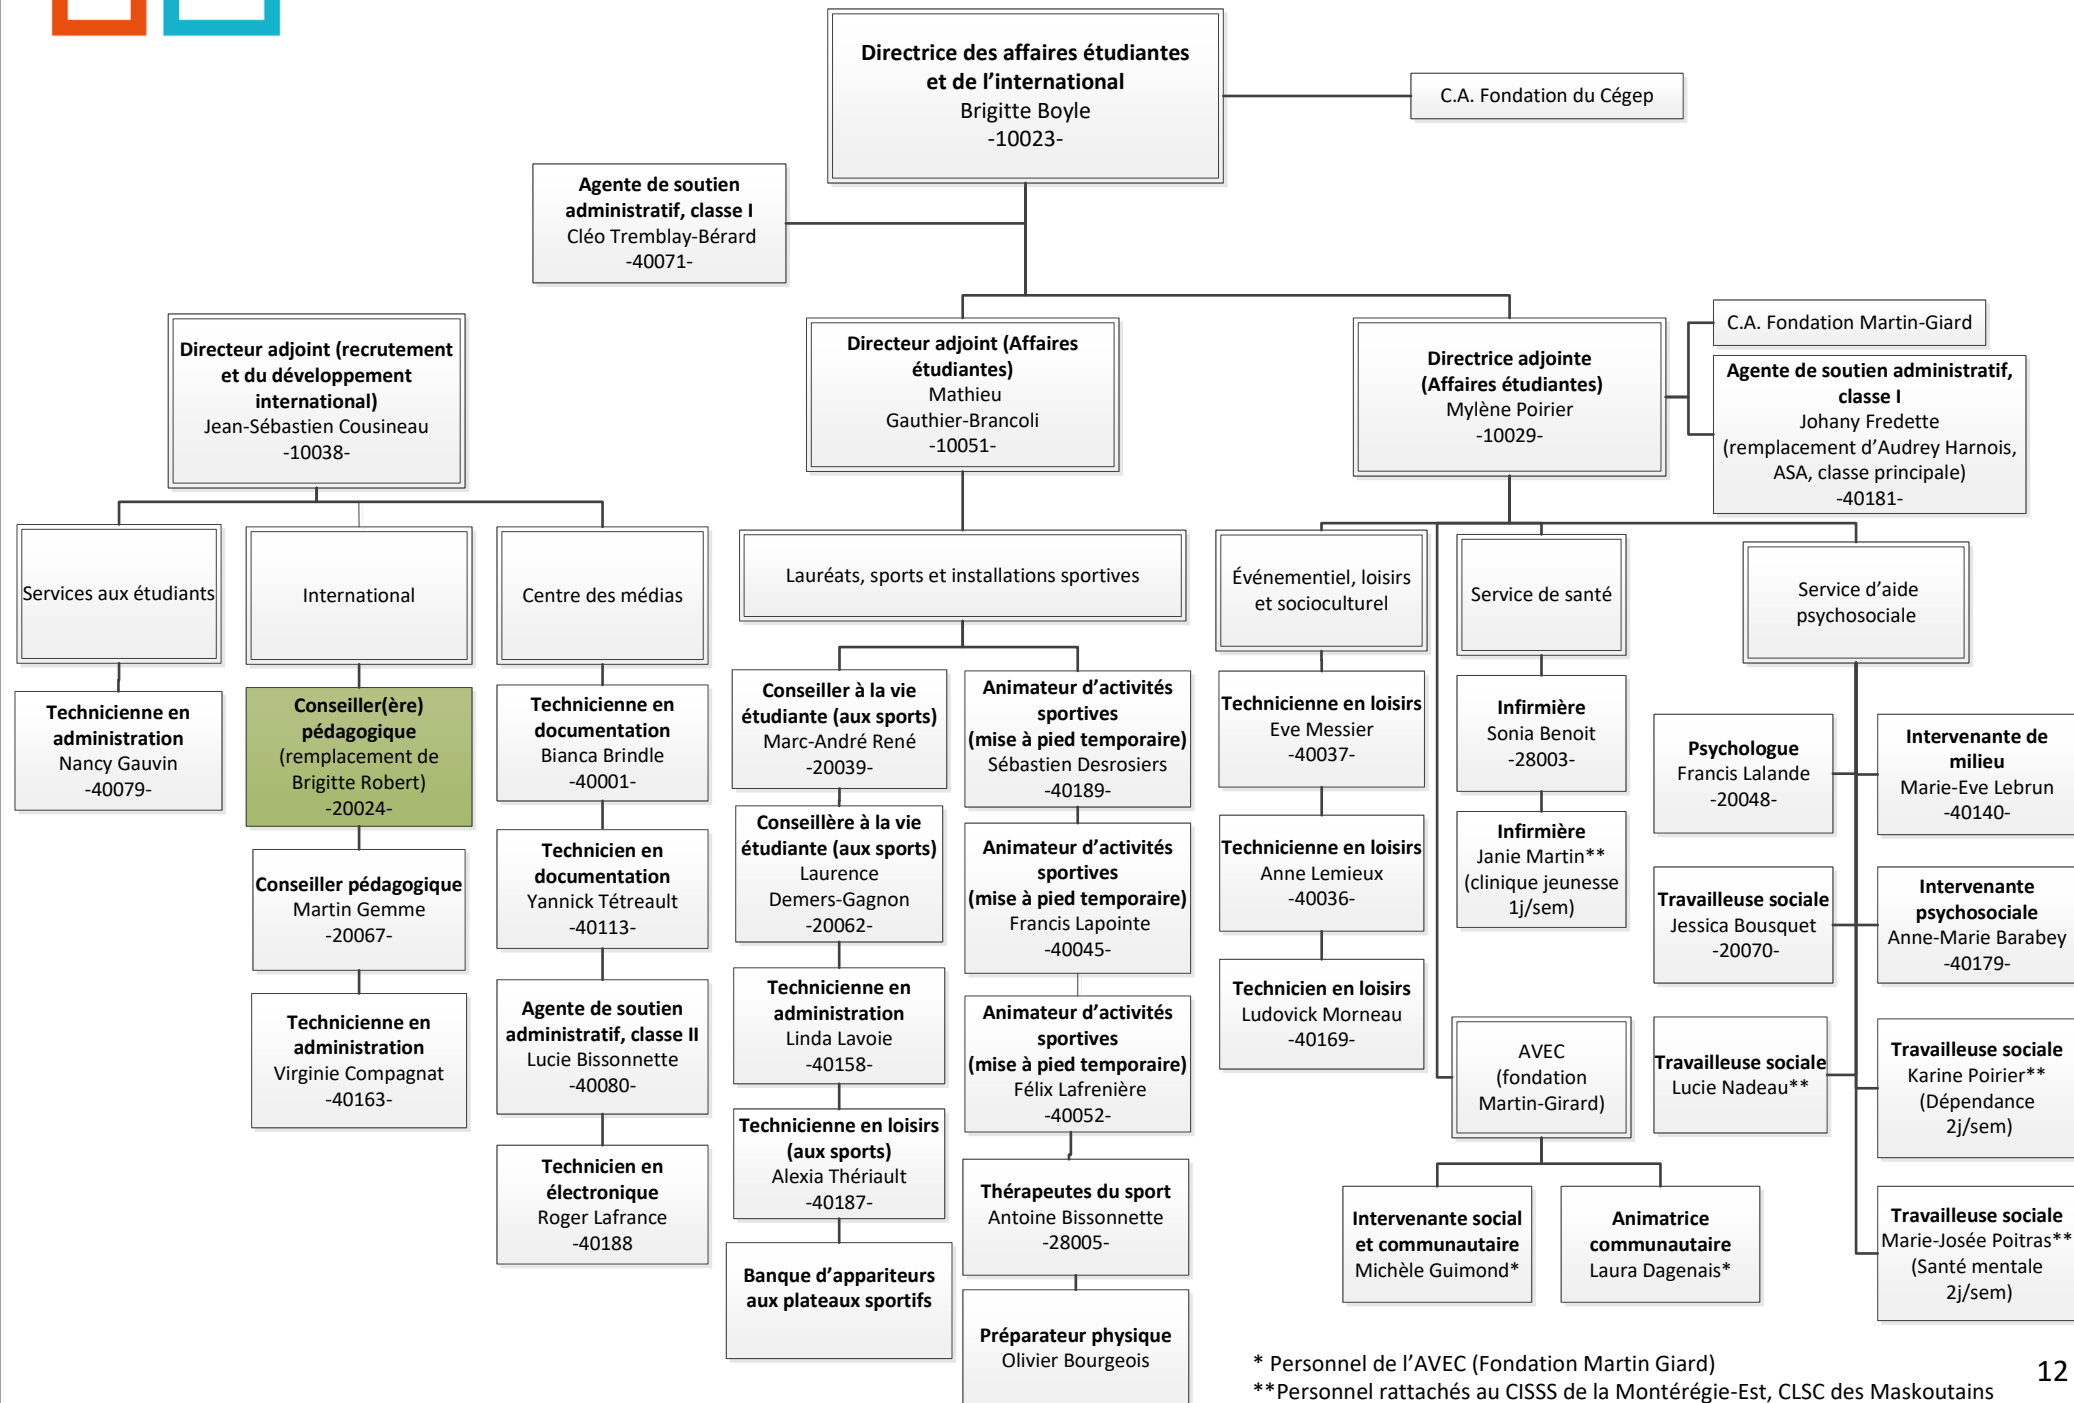 Directrice des affaires étudiantes
et de l'international
Brigitte Boyle
-10023-
C.A. Fondation du Cégep
Agente de soutien
administratif, classe I
Cléo Tremblay-Bérard
-40071-
Directeur adjoint (recrutement
et du développement
international)
Jean-Sébastien Cousineau
-10038-
Directeur adjoint (Affaires
étudiantes)
Mathieu
Gauthier-Brancoli
-10051-
Directrice adjointe
(Affaires étudiantes)
Mylène Poirier
-10029-
C.A. Fondation Martin-Giard
Agente de soutien administratif,
classe I
Johany Fredette
(remplacement d'Audrey Harnois,
ASA, classe principale)
-40181-
Services aux étudiants
International
Centre des médias
Lauréats, sports et installations sportives
Événementiel, loisirs
et socioculturel
Service de santé
Service d'aide
psychosociale
Technicienne en
administration
Nancy Gauvin
-40079-
Conseiller(ère)
pédagogique
(remplacement de
Brigitte Robert)
-20024-
Conseiller pédagogique
Martin Gemme
-20067-
Technicienne en
administration
Virginie Compagnat
-40163-
Technicienne en
documentation
Bianca Brindle
-40001-
Technicien en
documentation
Yannick Tétreault
-40113-
Agente de soutien
administratif, classe II
Lucie Bissonnette
-40080-
Technicien en
électronique
Roger Lafrance
-40188
Conseiller à la vie
étudiante (aux sports)
Marc-André René
-20039-
Conseillère à la vie
étudiante (aux sports)
Laurence
Demers-Gagnon
-20062-
Technicienne en
administration
Linda Lavoie
-40158-
Technicienne en loisirs
(aux sports)
Alexia Thériault
-40187-
Banque d'appariteurs
aux plateaux sportifs
Animateur d'activités
sportives
(mise à pied temporaire)
Sébastien Desrosiers
-40189-
Animateur d'activités
sportives
(mise à pied temporaire)
Francis Lapointe
-40045-
Animateur d'activités
sportives
(mise à pied temporaire)
Félix Lafrenière
-40052-
Thérapeutes du sport
Antoine Bissonnette
-28005-
Préparateur physique
Olivier Bourgeois
Technicienne en loisirs
Eve Messier
-40037-
Technicienne en loisirs
Anne Lemieux
-40036-
Technicien en loisirs
Ludovick Morneau
-40169-
Infirmière
Sonia Benoit
-28003-
Infirmière
Janie Martin**
(clinique jeunesse
1j/sem)
AVEC
(fondation
Martin-Girard)
Intervenante social
et communautaire
Michèle Guimond*
Animatrice
communautaire
Laura Dagenais*
Psychologue
Francis Lalande
-20048-
Intervenante de
milieu
Marie-Eve Lebrun
-40140-
Travailleuse sociale
Jessica Bousquet
-20070-
Intervenante
psychosociale
Anne-Marie Barabey
-40179-
Travailleuse sociale
Lucie Nadeau**
Travailleuse sociale
Karine Poirier**
(Dépendance
2j/sem)
Travailleuse sociale
Marie-Josée Poitras**
(Santé mentale
2j/sem)
* Personnel de l'AVEC (Fondation Martin Giard)
**Personnel rattachés au CISSS de la Montérégie-Est, CLSC des Maskoutains
12